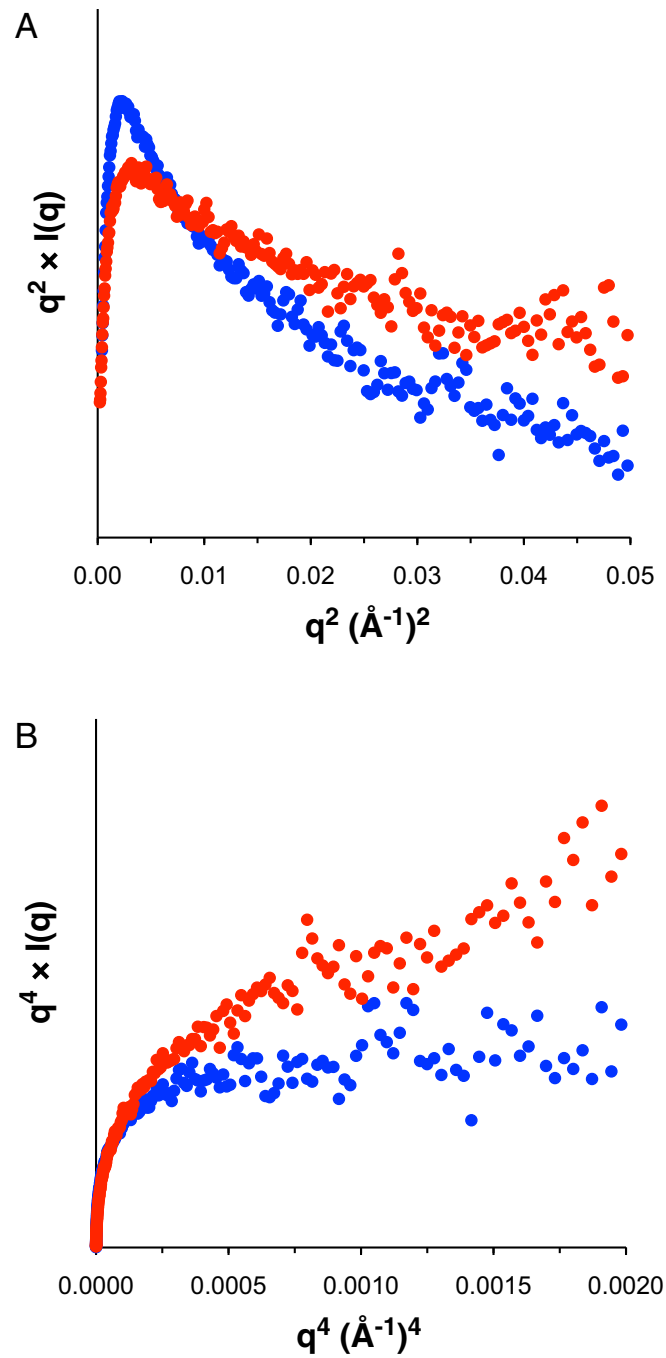 A
q² × I(q)
0.00 0.01 0.02 0.03 0.04 0.05
q² (Å⁻¹)²
B
q⁴ × I(q)
0.0000 0.0005 0.0010 0.0015 0.0020
q⁴ (Å⁻¹)⁴